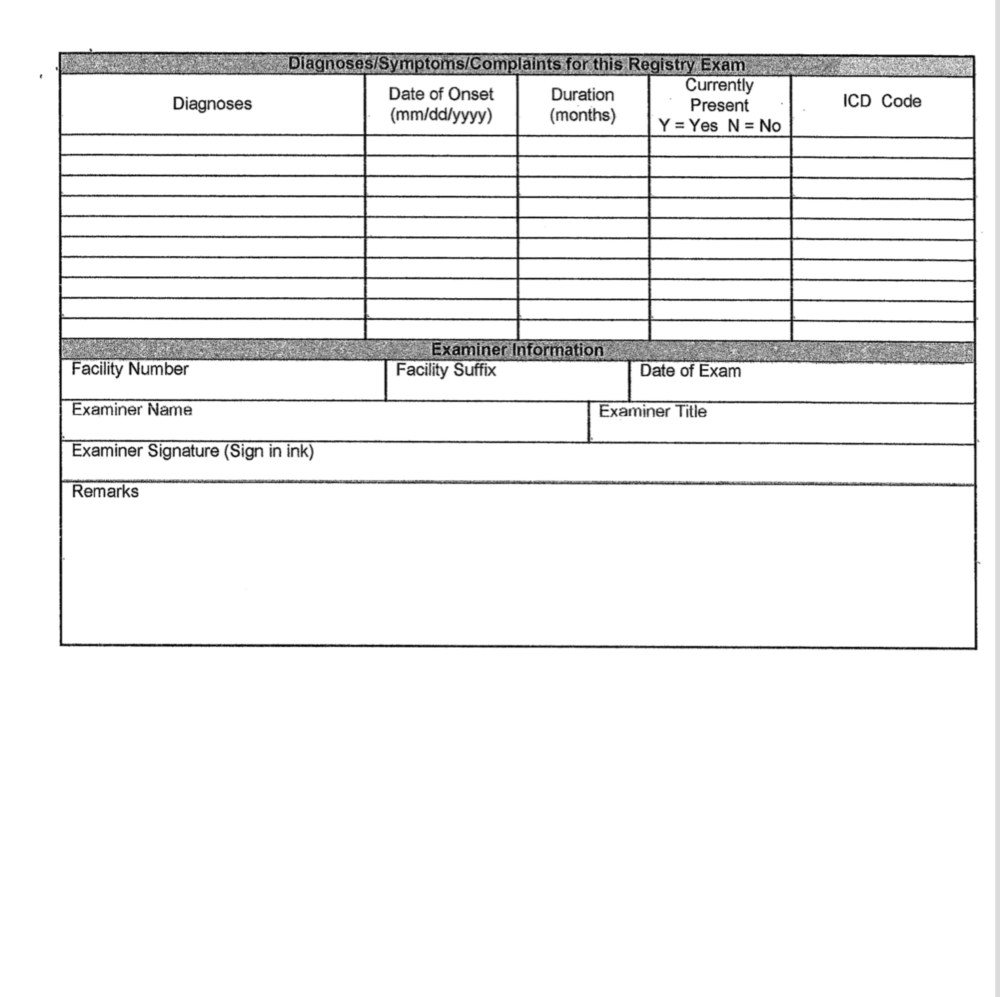 Diagnoses/Symptoms/Complaints for this Registry Exam
Diagnoses
Date of Onset
(mm/dd/yyyy)
Duration
(months)
Currently
Present
Y = Yes N = No
ICD Code
Examiner Information
Facility Number
Facility Suffix
Date of Exam
Examiner Name
Examiner Title
Examiner Signature (Sign in ink)
Remarks